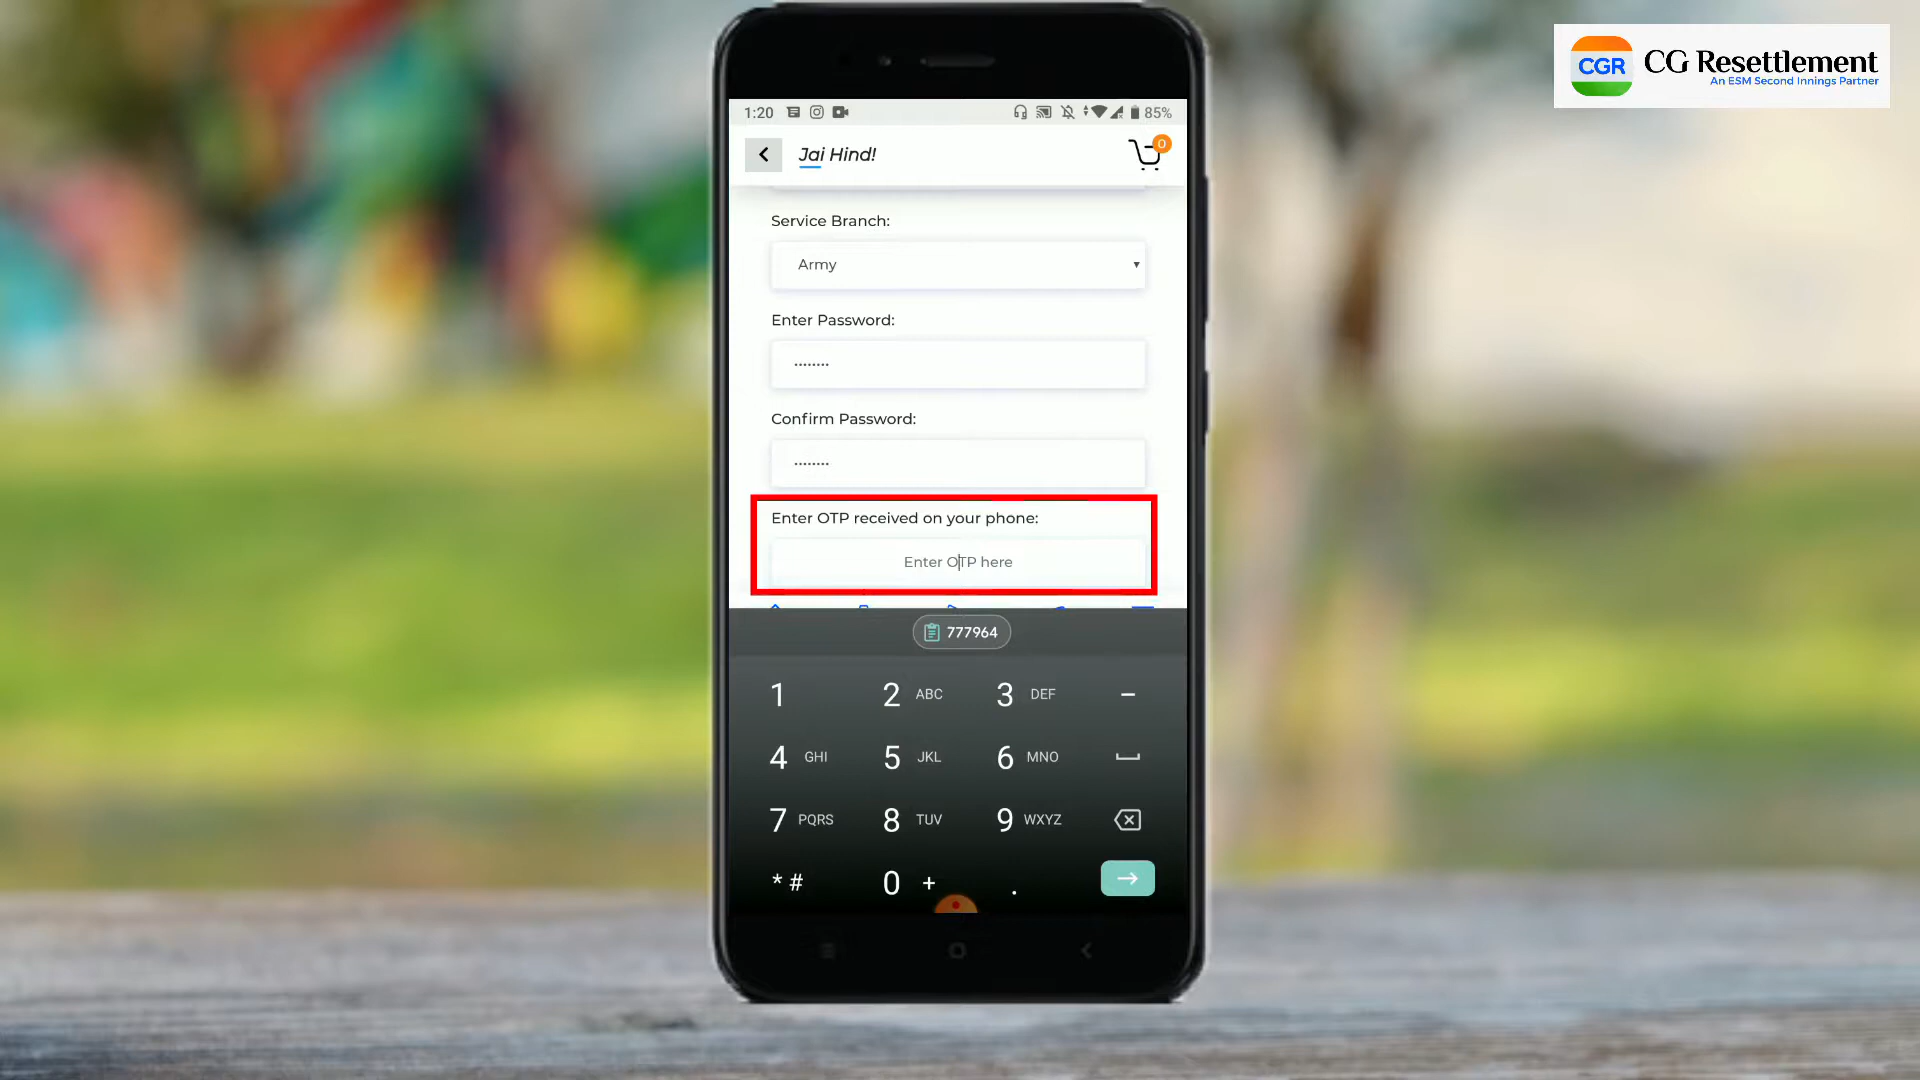 CGR CG Resettlement
An ESM Second Innings Partner
1:20 85%
Jai Hind! 0
Service Branch:
Army
Enter Password:
········
Confirm Password:
········
Enter OTP received on your phone:
Enter OTP here
777964
1 2 ABC 3 DEF –
4 GHI 5 JKL 6 MNO
7 PQRS 8 TUV 9 WXYZ
* # 0 + .